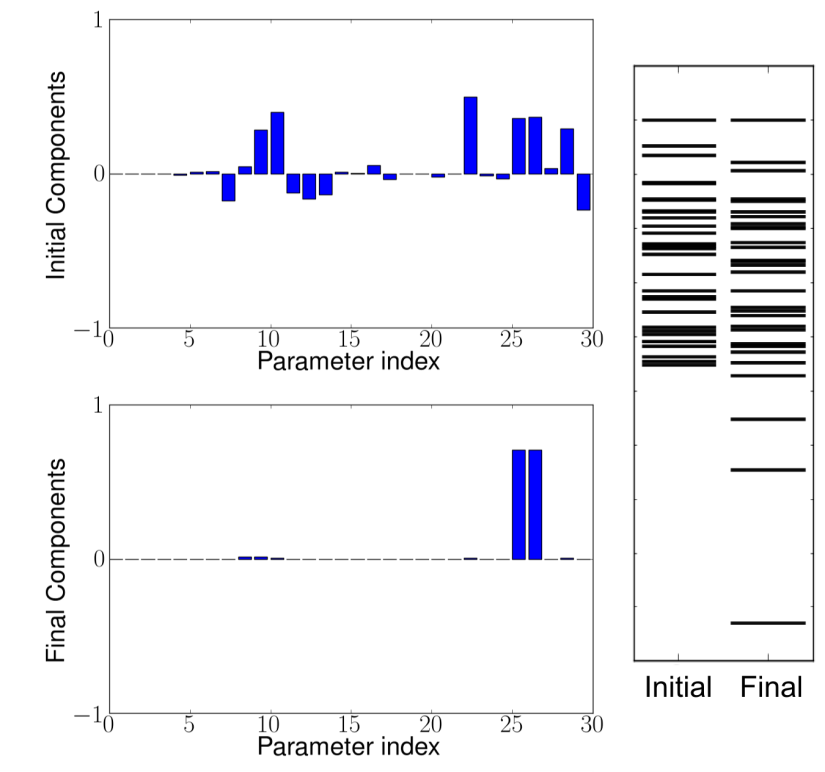 1
0
−1
Initial Components
0 5 10 15 20 25 30
Parameter index
1
0
−1
Final Components
0 5 10 15 20 25 30
Parameter index
Initial Final